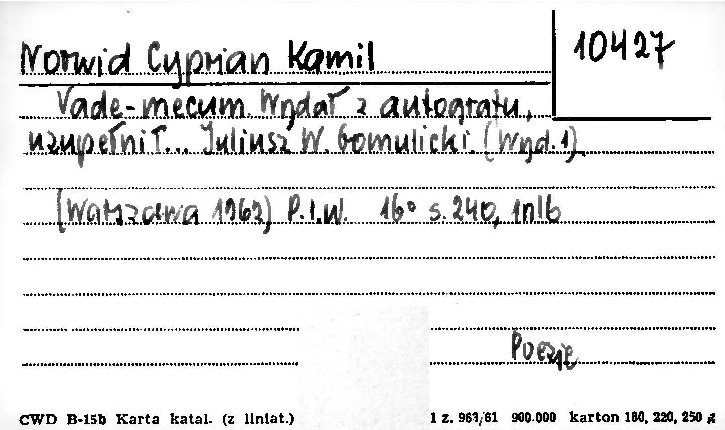 10427
Norwid Cyprian Kamil
Vade-mecum. Wydał z autografu,
uzupełnił... Juliusz W. Gomulicki. (Wyd. 1)
[Warszawa 1962] P.I.W. 16° s. 240, 1nlb
Poezje
CWD B-15b Karta katal. (z liniat.) 1 z. 963/61 900.000 karton 180, 220, 250 g